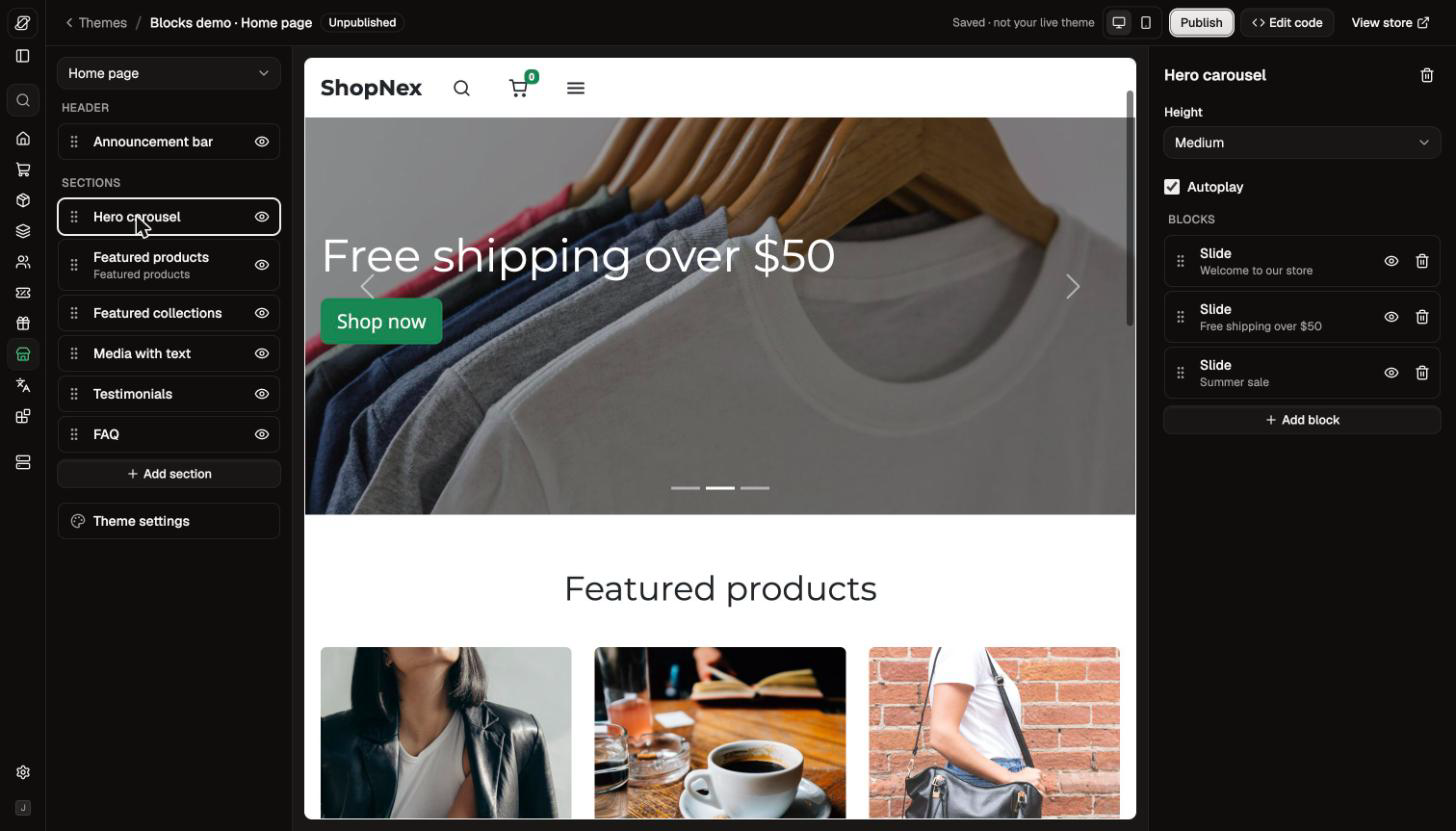 Themes / Blocks demo · Home page Unpublished
Saved · not your live theme
Publish
Edit code
View store
Home page
HEADER
Announcement bar
SECTIONS
Hero carousel
Featured products
Featured products
Featured collections
Media with text
Testimonials
FAQ
+ Add section
Theme settings
J
ShopNex
0
Free shipping over $50
Shop now
Featured products
Hero carousel
Height
Medium
Autoplay
BLOCKS
Slide
Welcome to our store
Slide
Free shipping over $50
Slide
Summer sale
+ Add block